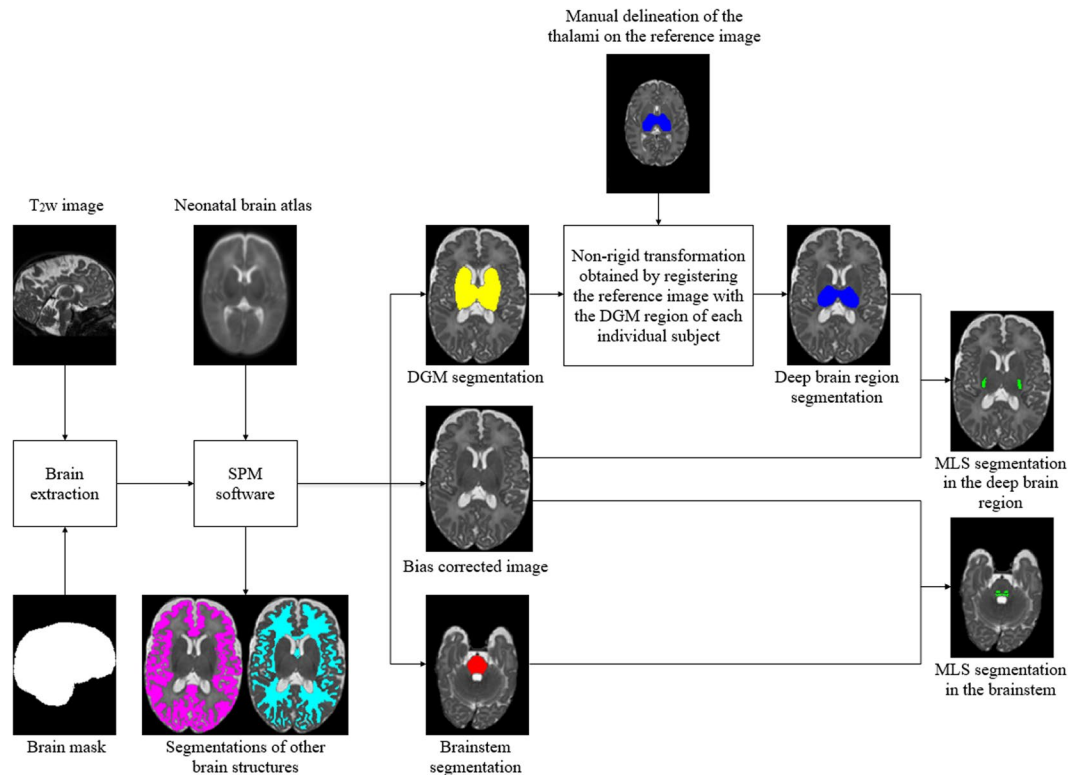 Manual delineation of the
thalami on the reference image
T2w image
Neonatal brain atlas
Non-rigid transformation
obtained by registering
the reference image with
the DGM region of each
individual subject
DGM segmentation
Deep brain region
segmentation
Brain
extraction
SPM
software
MLS segmentation
in the deep brain
region
Bias corrected image
MLS segmentation
in the brainstem
Brain mask
Segmentations of other
brain structures
Brainstem
segmentation